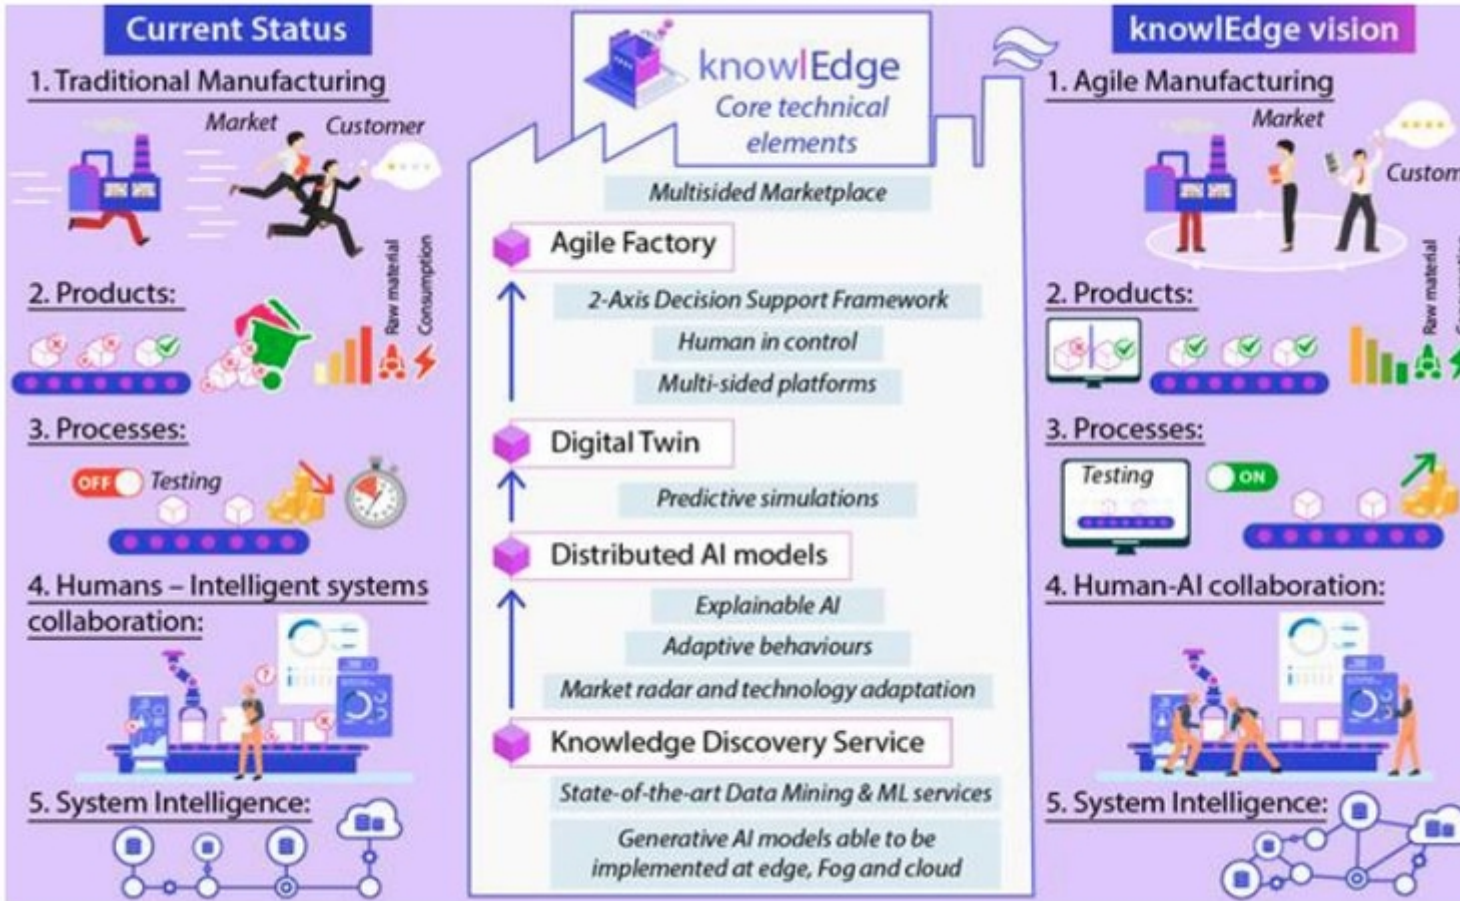 Current Status
1. Traditional Manufacturing
Market
Customer
2. Products:
Raw material
Consumption
3. Processes:
OFF
Testing
4. Humans – Intelligent systems
collaboration:
5. System Intelligence:
knowlEdge
Core technical
elements
Multisided Marketplace
Agile Factory
2-Axis Decision Support Framework
Human in control
Multi-sided platforms
Digital Twin
Predictive simulations
Distributed AI models
Explainable AI
Adaptive behaviours
Market radar and technology adaptation
Knowledge Discovery Service
State-of-the-art Data Mining & ML services
Generative AI models able to be
implemented at edge, Fog and cloud
knowlEdge vision
1. Agile Manufacturing
Market
Custom
2. Products:
Raw material
3. Processes:
Testing
ON
4. Human-AI collaboration:
5. System Intelligence: